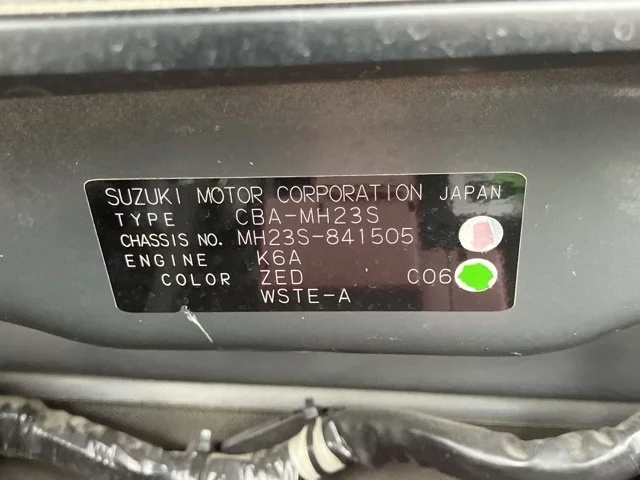 SUZUKI MOTOR CORPORATION JAPAN
TYPE CBA-MH23S
CHASSIS NO. MH23S-841505
ENGINE K6A
COLOR ZED C06
WSTE-A